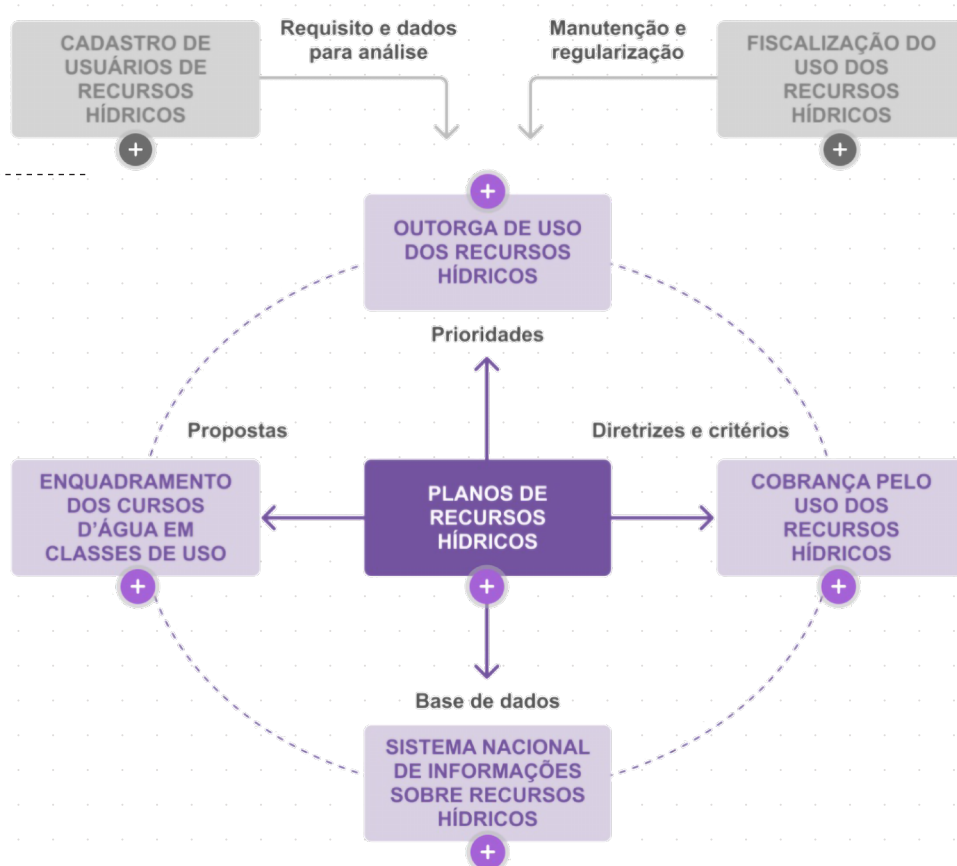 CADASTRO DE
USUÁRIOS DE
RECURSOS
HÍDRICOS
Requisito e dados
para análise
Manutenção e
regularização
FISCALIZAÇÃO DO
USO DOS
RECURSOS
HÍDRICOS
OUTORGA DE USO
DOS RECURSOS
HÍDRICOS
Prioridades
Propostas
Diretrizes e critérios
ENQUADRAMENTO
DOS CURSOS
D’ÁGUA EM
CLASSES DE USO
PLANOS DE
RECURSOS
HÍDRICOS
COBRANÇA PELO
USO DOS
RECURSOS
HÍDRICOS
Base de dados
SISTEMA NACIONAL
DE INFORMAÇÕES
SOBRE RECURSOS
HÍDRICOS